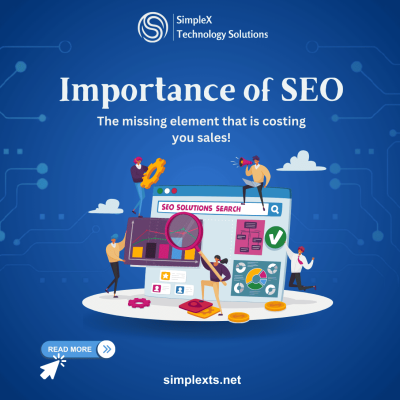 SimpleX
Technology Solutions
Importance of SEO
The missing element that is costing
you sales!
SEO SOLUTIONS SEARCH
READ MORE
simplexts.net